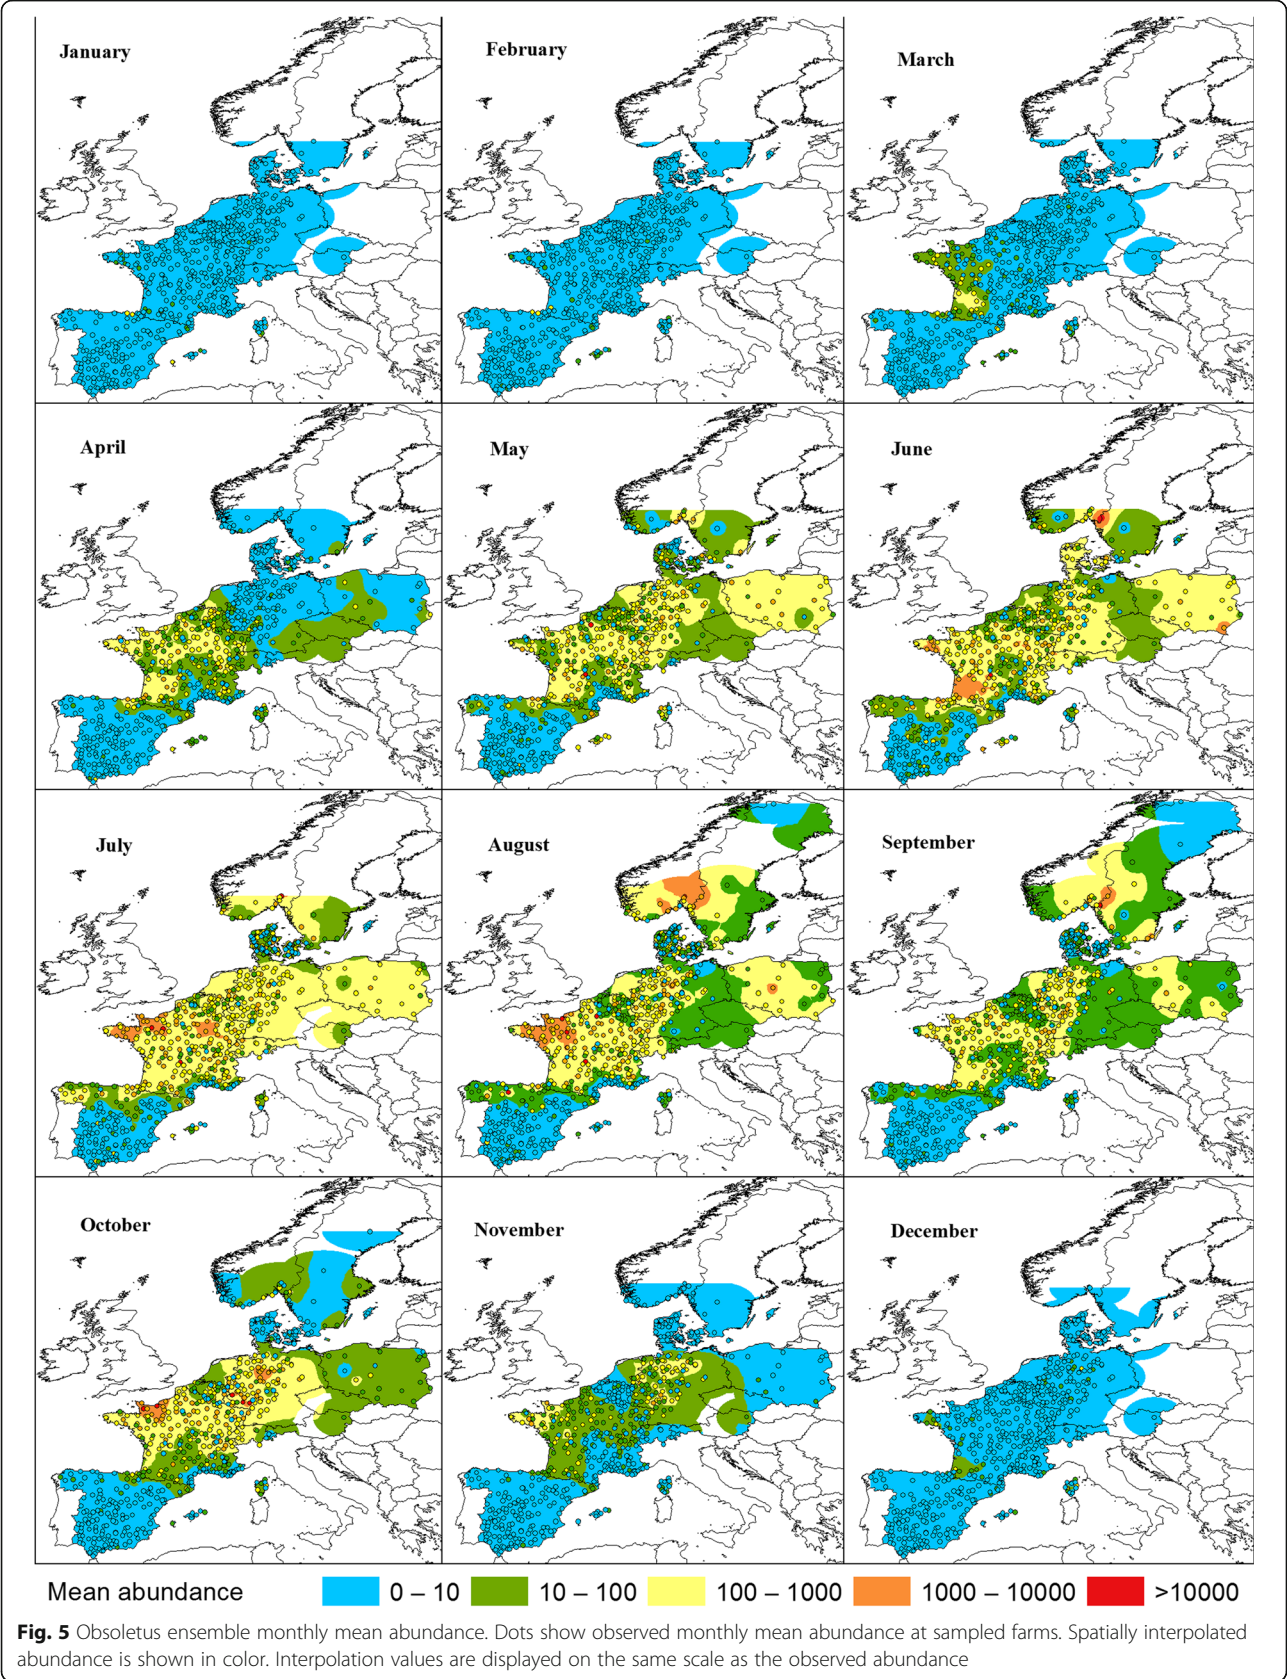 January
February
March
April
May
June
July
August
September
October
November
December
Mean abundance 0 – 10 10 – 100 100 – 1000 1000 – 10000 >10000
Fig. 5 Obsoletus ensemble monthly mean abundance. Dots show observed monthly mean abundance at sampled farms. Spatially interpolated
abundance is shown in color. Interpolation values are displayed on the same scale as the observed abundance